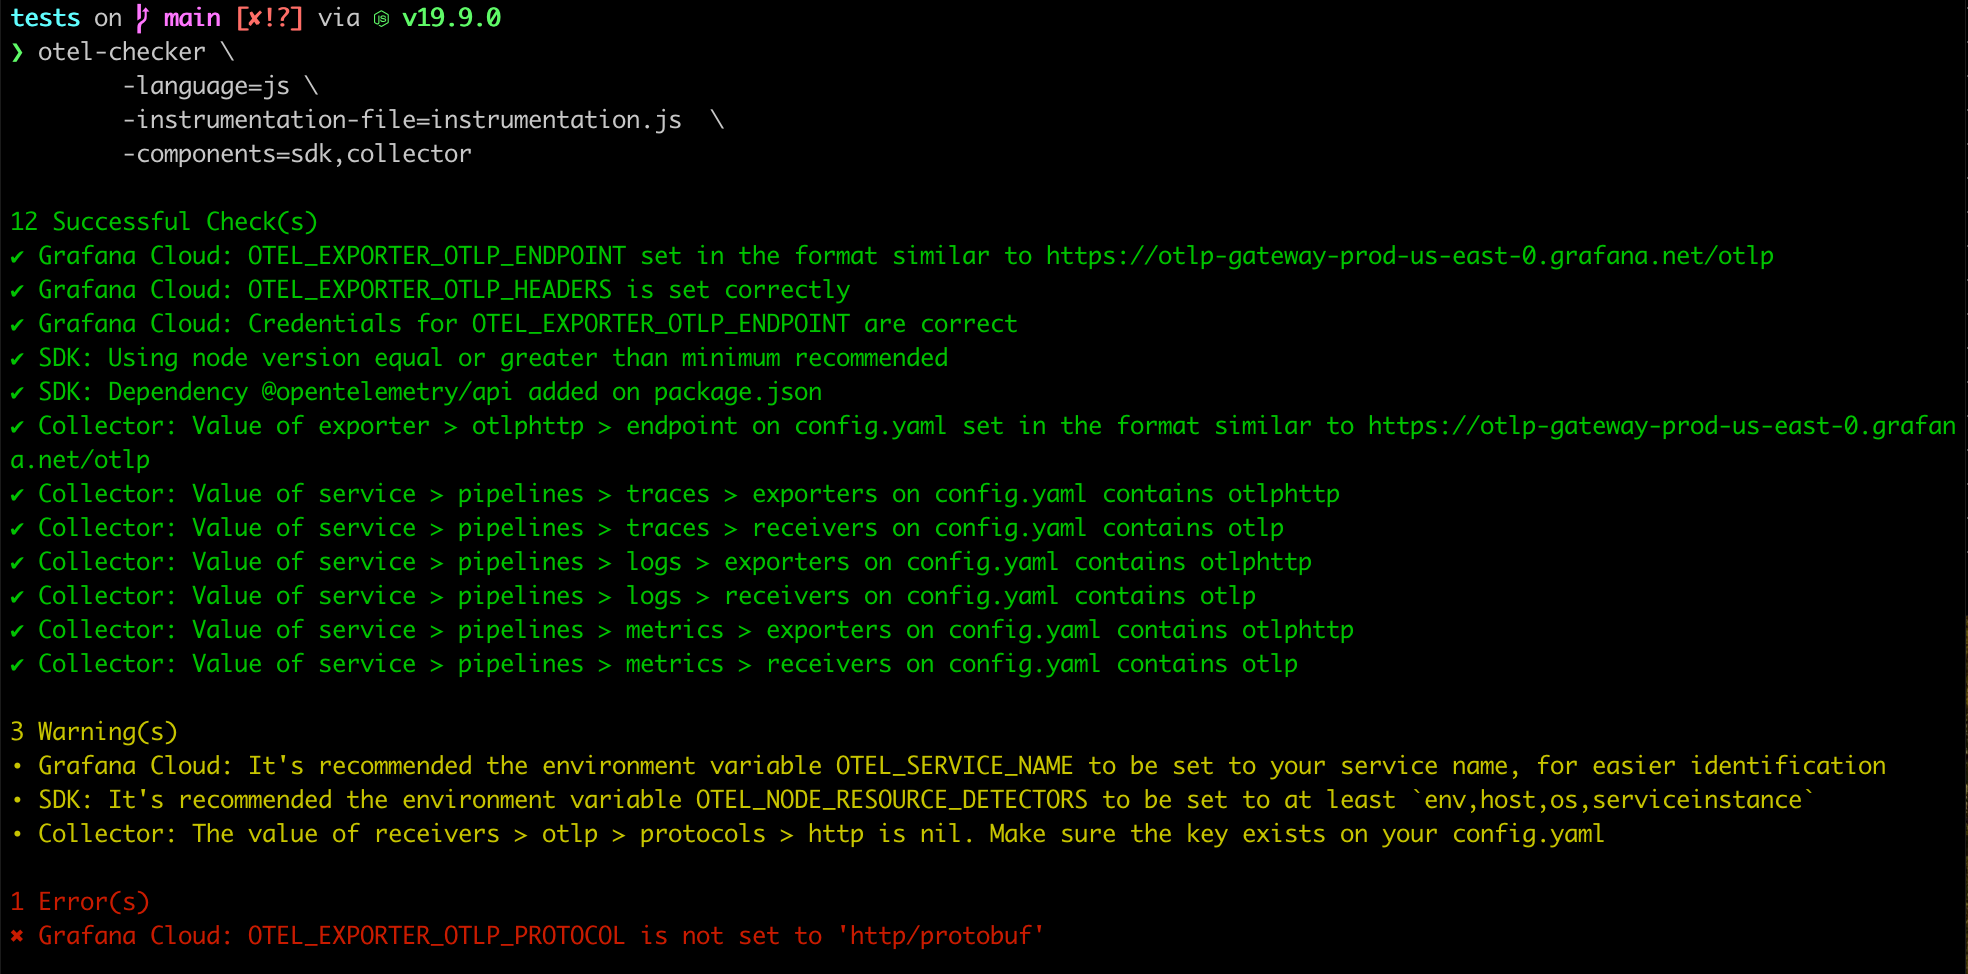 tests on main [✘!?] via v19.9.0
❯ otel-checker \
-language=js \
-instrumentation-file=instrumentation.js  \
-components=sdk,collector
12 Successful Check(s)
✔ Grafana Cloud: OTEL_EXPORTER_OTLP_ENDPOINT set in the format similar to https://otlp-gateway-prod-us-east-0.grafana.net/otlp
✔ Grafana Cloud: OTEL_EXPORTER_OTLP_HEADERS is set correctly
✔ Grafana Cloud: Credentials for OTEL_EXPORTER_OTLP_ENDPOINT are correct
✔ SDK: Using node version equal or greater than minimum recommended
✔ SDK: Dependency @opentelemetry/api added on package.json
✔ Collector: Value of exporter > otlphttp > endpoint on config.yaml set in the format similar to https://otlp-gateway-prod-us-east-0.grafan
a.net/otlp
✔ Collector: Value of service > pipelines > traces > exporters on config.yaml contains otlphttp
✔ Collector: Value of service > pipelines > traces > receivers on config.yaml contains otlp
✔ Collector: Value of service > pipelines > logs > exporters on config.yaml contains otlphttp
✔ Collector: Value of service > pipelines > logs > receivers on config.yaml contains otlp
✔ Collector: Value of service > pipelines > metrics > exporters on config.yaml contains otlphttp
✔ Collector: Value of service > pipelines > metrics > receivers on config.yaml contains otlp
3 Warning(s)
• Grafana Cloud: It's recommended the environment variable OTEL_SERVICE_NAME to be set to your service name, for easier identification
• SDK: It's recommended the environment variable OTEL_NODE_RESOURCE_DETECTORS to be set to at least `env,host,os,serviceinstance`
• Collector: The value of receivers > otlp > protocols > http is nil. Make sure the key exists on your config.yaml
1 Error(s)
✖ Grafana Cloud: OTEL_EXPORTER_OTLP_PROTOCOL is not set to 'http/protobuf'